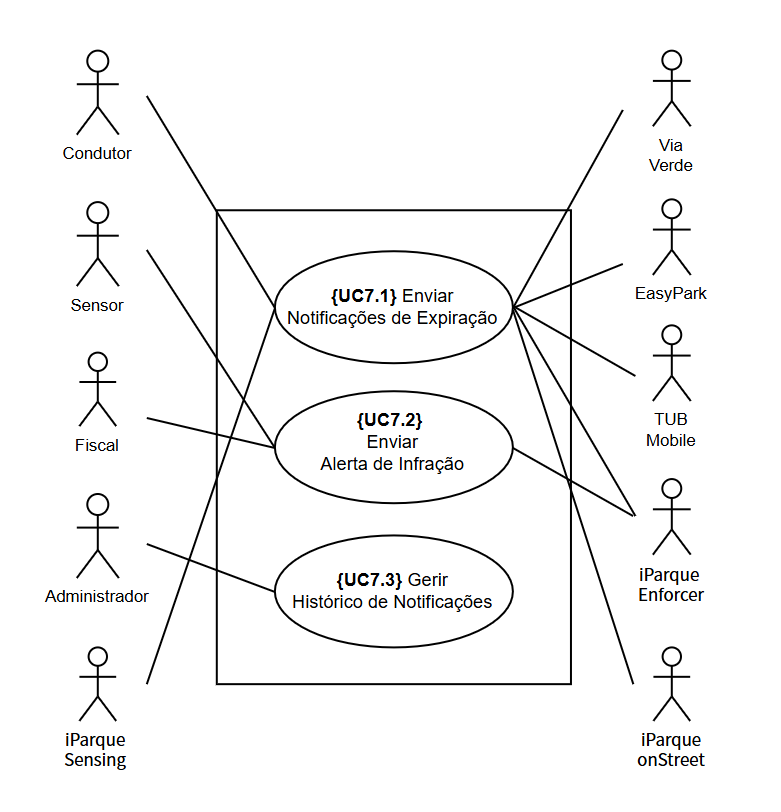 Condutor
Sensor
Fiscal
Administrador
iParque
Sensing
{UC7.1} Enviar
Notificações de Expiração
{UC7.2}
Enviar
Alerta de Infração
{UC7.3} Gerir
Histórico de Notificações
Via
Verde
EasyPark
TUB
Mobile
iParque
Enforcer
iParque
onStreet